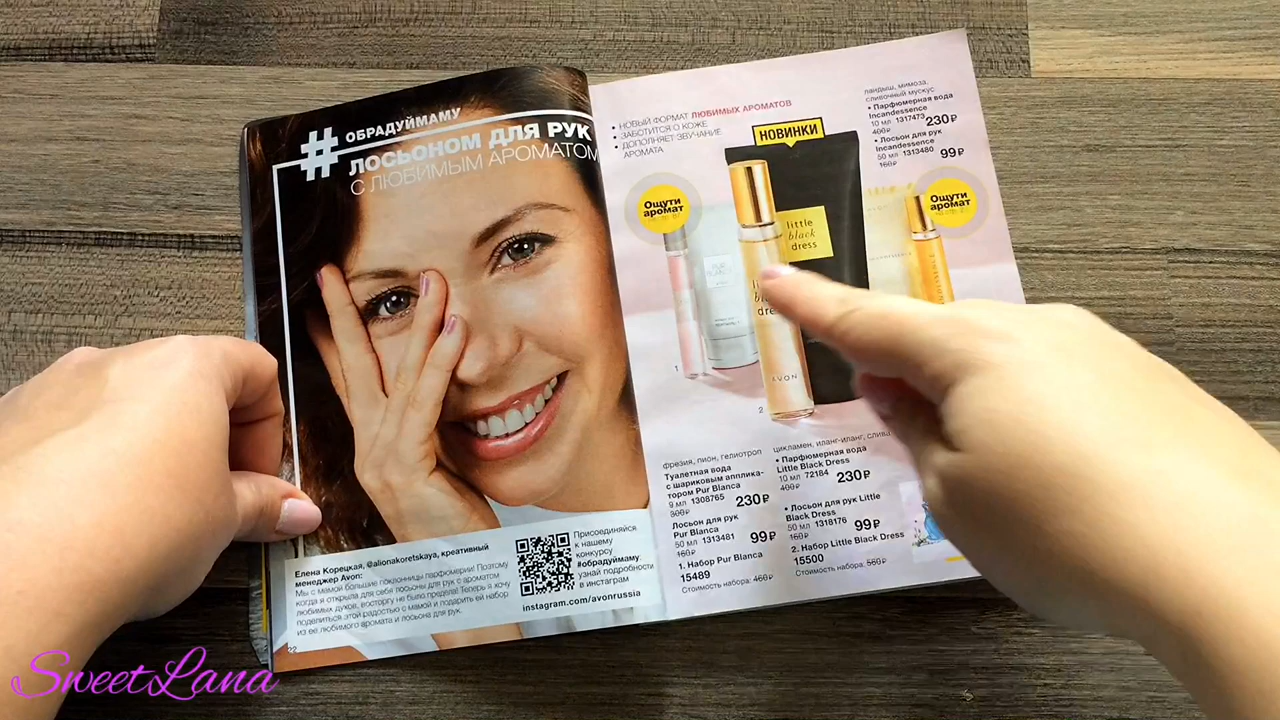 # ОБРАДУЙМАМУ
ЛОСЬОНОМ ДЛЯ РУК
С ЛЮБИМЫМ АРОМАТОМ
Елена Корецкая, @alionakoretskaya, креативный
менеджер Avon:
Мы с мамой большие поклонницы парфюмерии! Поэтому
когда я открыла для себя лосьоны для рук с ароматом
любимых духов, восторгу не было предела! Теперь я хочу
поделиться этой радостью с мамой и подарить ей набор
из ее любимого аромата и лосьона для рук.
Присоединяйся
к нашему
конкурсу
#обрадуймаму:
узнай подробности
в инстаграм
instagram.com/avonrussia
22
• НОВЫЙ ФОРМАТ ЛЮБИМЫХ АРОМАТОВ
• ЗАБОТИТСЯ О КОЖЕ
• ДОПОЛНЯЕТ ЗВУЧАНИЕ
АРОМАТА
НОВИНКИ
ландыш, мимоза,
сливочный мускус
• Парфюмерная вода
Incandessence
10 мл 1317473
400₽ 230₽
• Лосьон для рук
Incandessence
50 мл 1313480
160₽ 99₽
Ощути
аромат
Ощути
аромат
little
black
dress
PUR
BLANCA
AVON
1
2
фрезия, пион, гелиотроп
Туалетная вода
с шариковым апплика-
тором Pur Blanca
9 мл 1308765
300₽ 230₽
Лосьон для рук
Pur Blanca
50 мл 1313481
160₽ 99₽
1. Набор Pur Blanca
15489
Стоимость набора: 460₽
цикламен, иланг-иланг,
• Парфюмерная вода
Little Black Dress
10 мл 72184
400₽ 230₽
• Лосьон для рук Little
Black Dress
50 мл 1318176
160₽ 99₽
2. Набор Little Black Dress
15500
Стоимость набора: 560₽
SweetLana